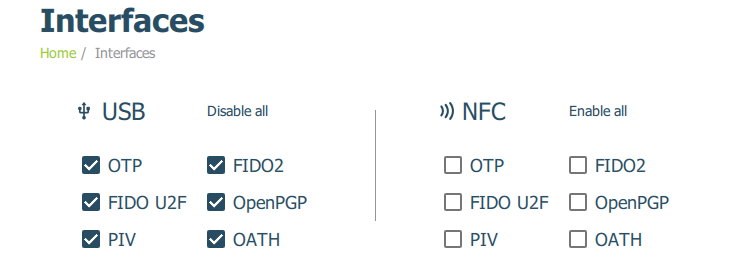 Interfaces
Home / Interfaces
USB Disable all
OTP FIDO2
FIDO U2F OpenPGP
PIV OATH
NFC Enable all
OTP FIDO2
FIDO U2F OpenPGP
PIV OATH